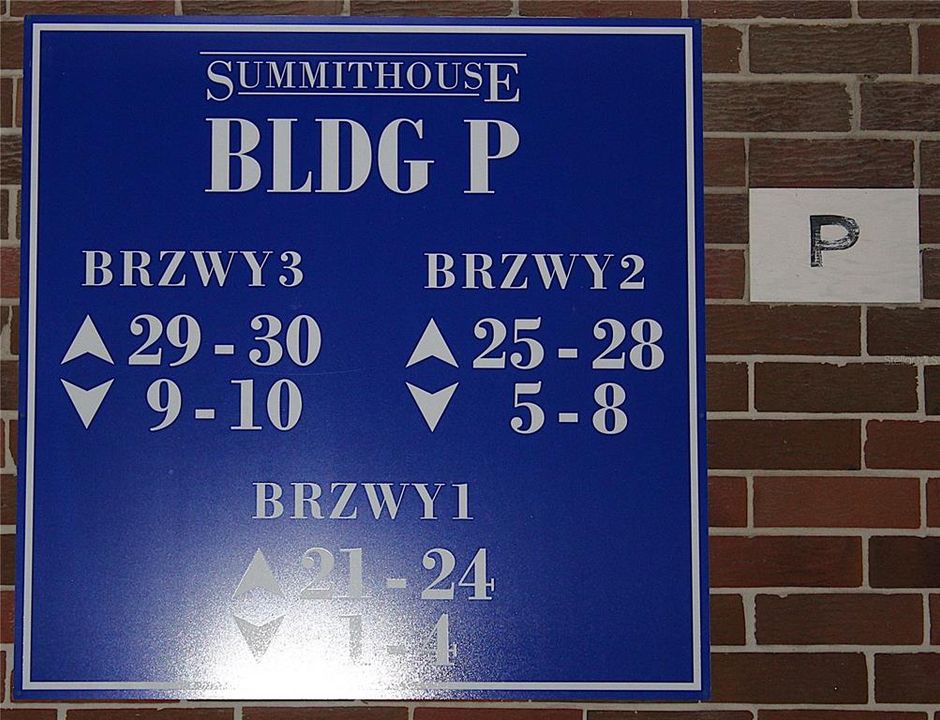 SUMMITHOUSE
BLDG P
BRZWY3
29 - 30
9 - 10
BRZWY2
25 - 28
5 - 8
BRZWY1
21 - 24
1 - 4
P